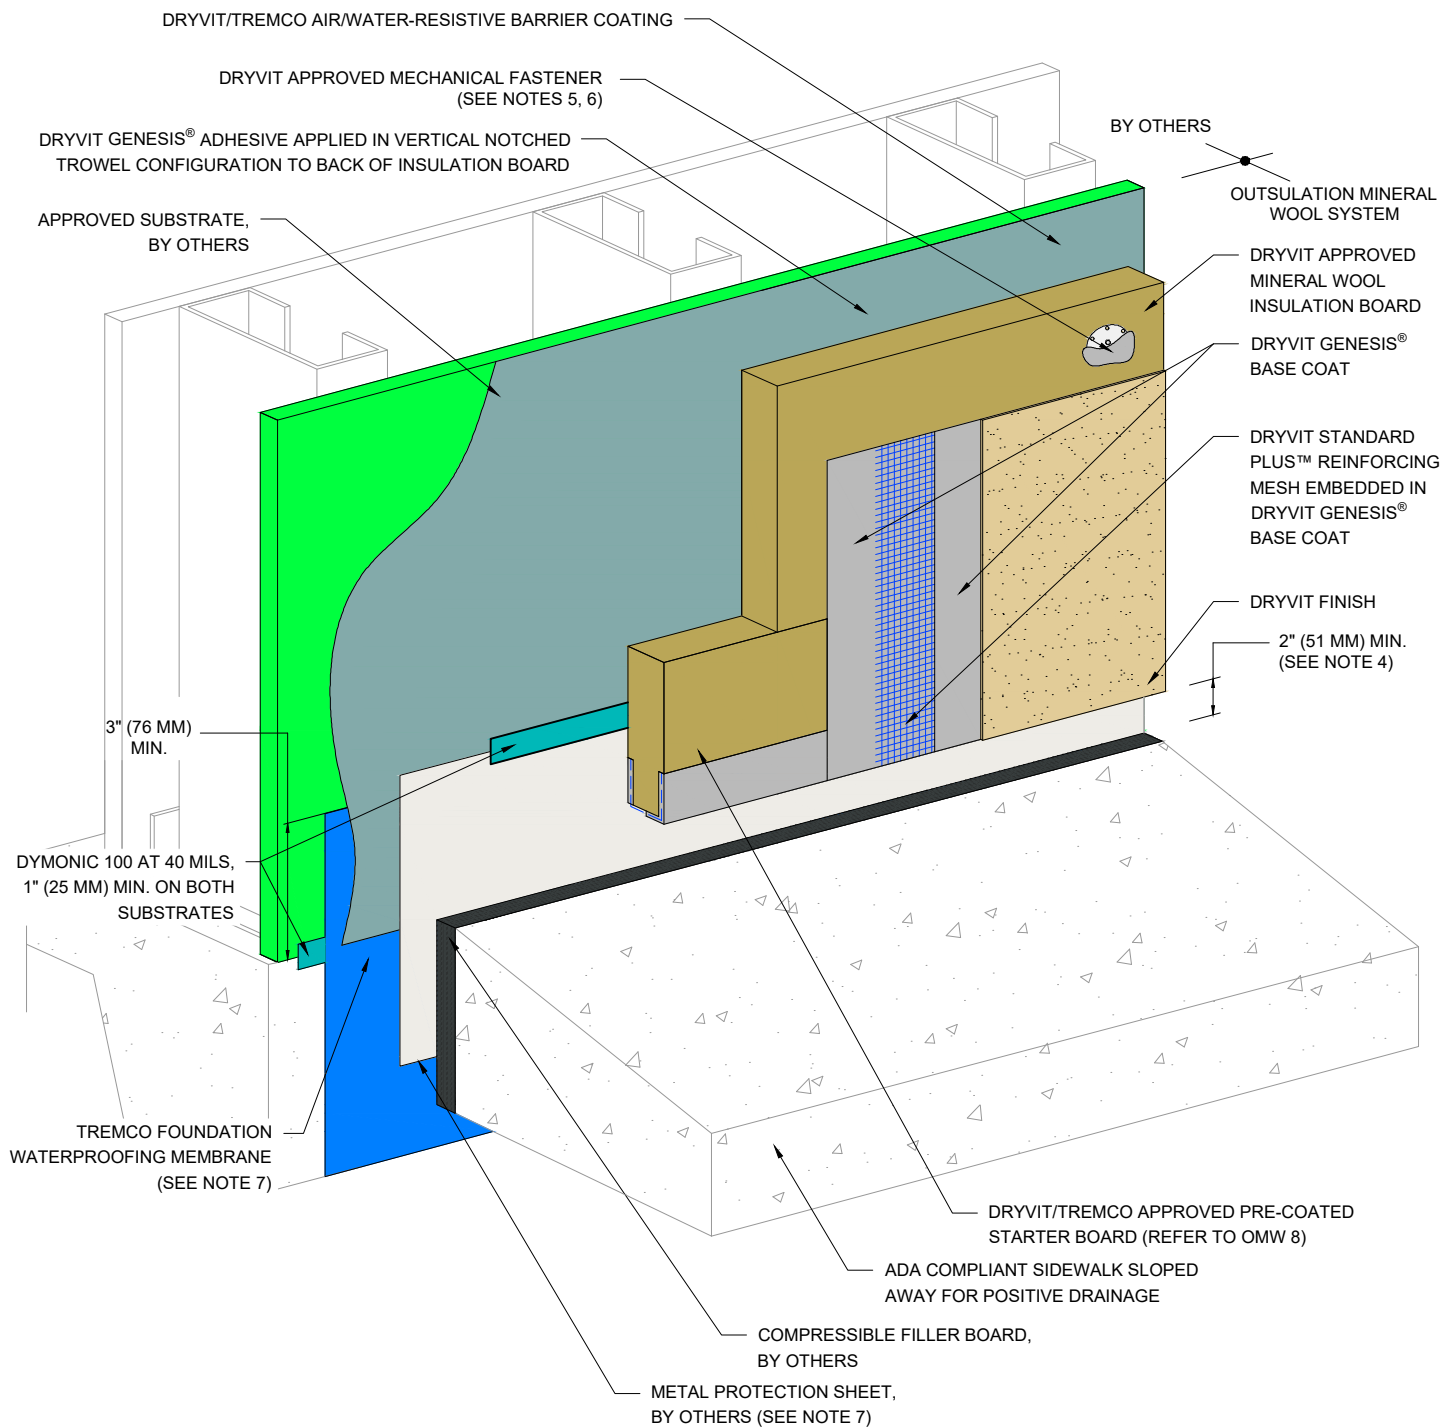 DRYVIT/TREMCO AIR/WATER-RESISTIVE BARRIER COATING
DRYVIT APPROVED MECHANICAL FASTENER
(SEE NOTES 5, 6)
DRYVIT GENESIS® ADHESIVE APPLIED IN VERTICAL NOTCHED
TROWEL CONFIGURATION TO BACK OF INSULATION BOARD
APPROVED SUBSTRATE,
BY OTHERS
BY OTHERS
OUTSULATION MINERAL
WOOL SYSTEM
DRYVIT APPROVED
MINERAL WOOL
INSULATION BOARD
DRYVIT GENESIS®
BASE COAT
DRYVIT STANDARD
PLUS™ REINFORCING
MESH EMBEDDED IN
DRYVIT GENESIS®
BASE COAT
DRYVIT FINISH
2" (51 MM) MIN.
(SEE NOTE 4)
3" (76 MM)
MIN.
DYMONIC 100 AT 40 MILS,
1" (25 MM) MIN. ON BOTH
SUBSTRATES
TREMCO FOUNDATION
WATERPROOFING MEMBRANE
(SEE NOTE 7)
DRYVIT/TREMCO APPROVED PRE-COATED
STARTER BOARD (REFER TO OMW 8)
ADA COMPLIANT SIDEWALK SLOPED
AWAY FOR POSITIVE DRAINAGE
COMPRESSIBLE FILLER BOARD,
BY OTHERS
METAL PROTECTION SHEET,
BY OTHERS (SEE NOTE 7)